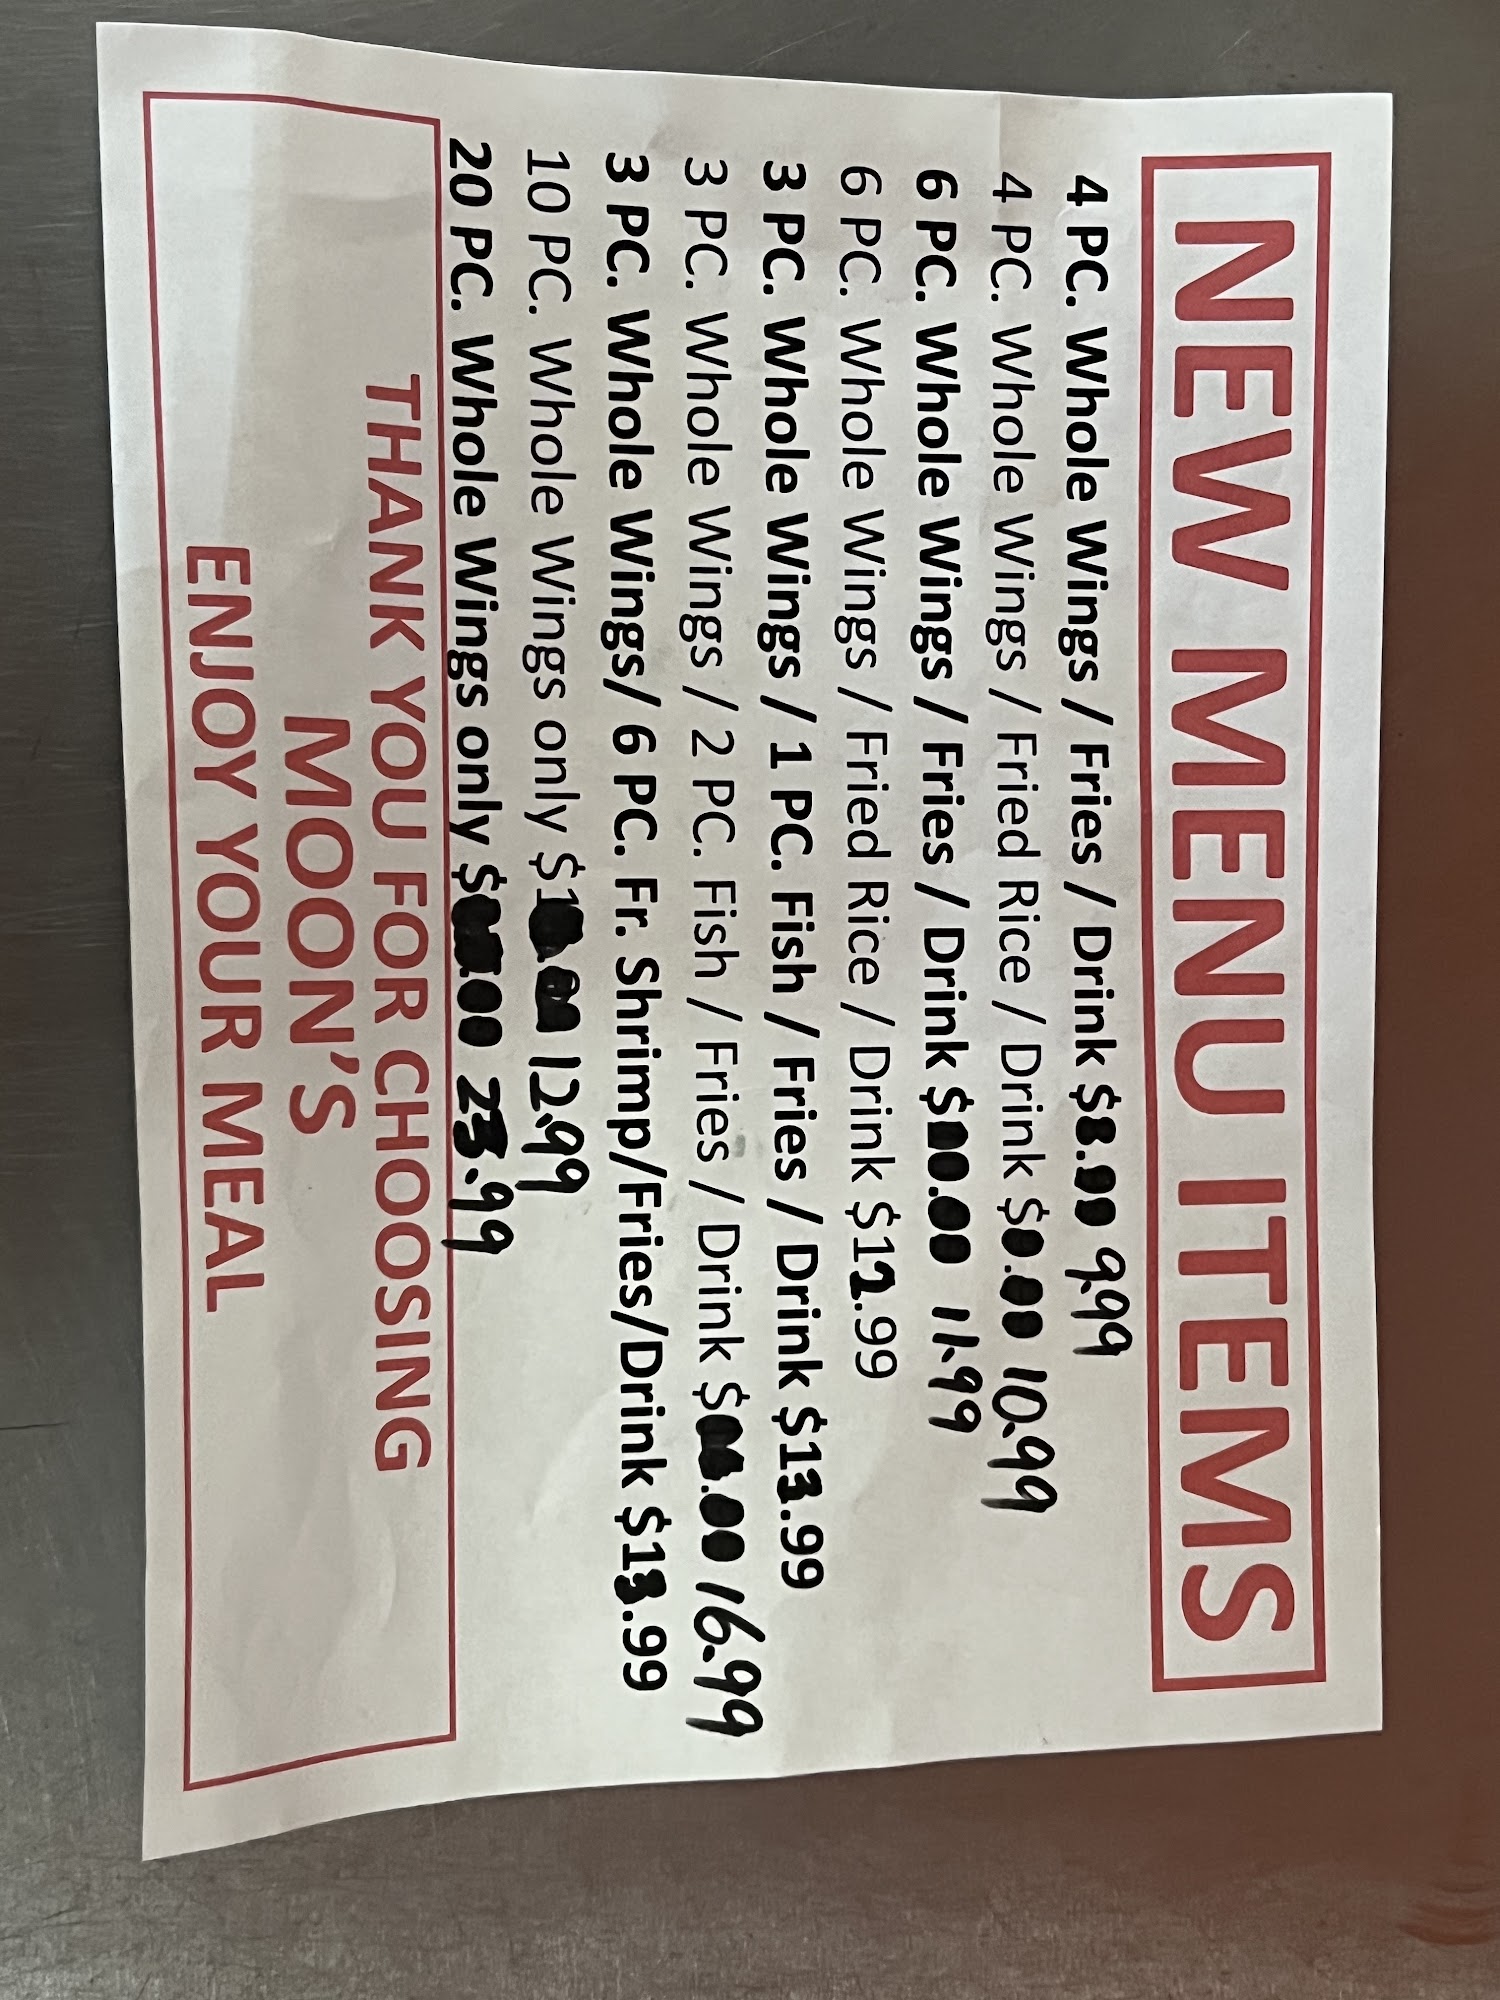 NEW MENU ITEMS
4 PC. Whole Wings / Fries / Drink $ 9.99
4 PC. Whole Wings / Fried Rice / Drink $ 10.99
6 PC. Whole Wings / Fries / Drink $ 11.99
6 PC. Whole Wings / Fried Rice / Drink $12.99
3 PC. Whole Wings / 1 PC. Fish / Fries / Drink $13.99
3 PC. Whole Wings / 2 PC. Fish / Fries / Drink $ 16.99
3 PC. Whole Wings/ 6 PC. Fr. Shrimp/Fries/Drink $13.99
10 PC. Whole Wings only $ 12.99
20 PC. Whole Wings only $ 23.99
THANK YOU FOR CHOOSING
MOON'S
ENJOY YOUR MEAL